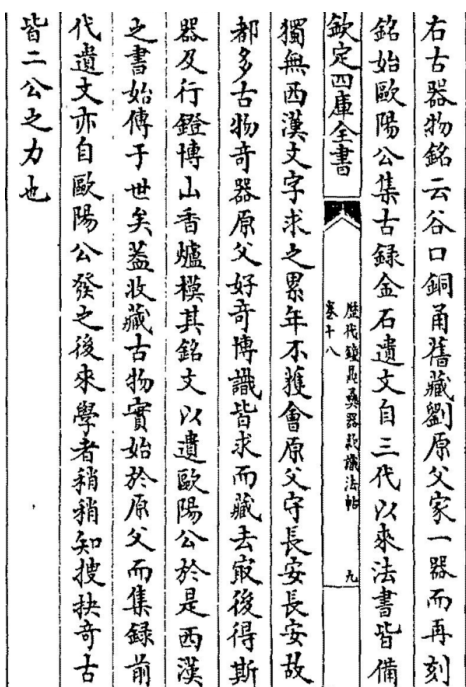 右古器物銘云谷口銅甬舊藏劉原父家一器而再刻
銘始歐陽公集古録金石遺文自三代以來法書皆備
欽定四庫全書
歴代鐘鼎彝器款識法帖
卷十八
九
獨無西漢文字求之累年不獲會原父守長安長安故
都多古物奇器原父好奇博識皆求而藏去冣後得斯
器及行鐙博山香爐模其銘文以遺歐陽公於是西漢
之書始傳于世矣葢收藏古物實始於原父而集録前
代遺文亦自歐陽公發之後來學者稍稍知搜抉奇古
皆二公之力也